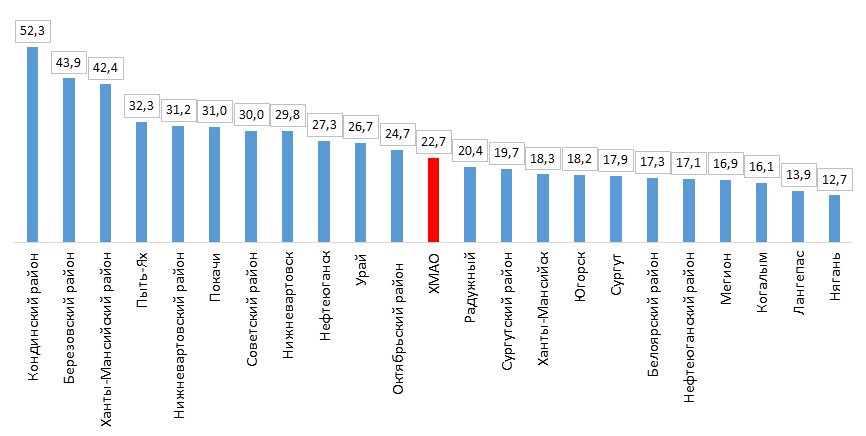 52,3
43,9
42,4
32,3
31,2
31,0
30,0
29,8
27,3
26,7
24,7
22,7
20,4
19,7
18,3
18,2
17,9
17,3
17,1
16,9
16,1
13,9
12,7
Кондинский район
Березовский район
Ханты-Мансийский район
Пыть-Ях
Нижневартовский район
Покачи
Советский район
Нижневартовск
Нефтеюганск
Урай
Октябрьский район
ХМАО
Радужный
Сургутский район
Ханты-Мансийск
Югорск
Сургут
Белоярский район
Нефтеюганский район
Мегион
Когалым
Лангепас
Нягань